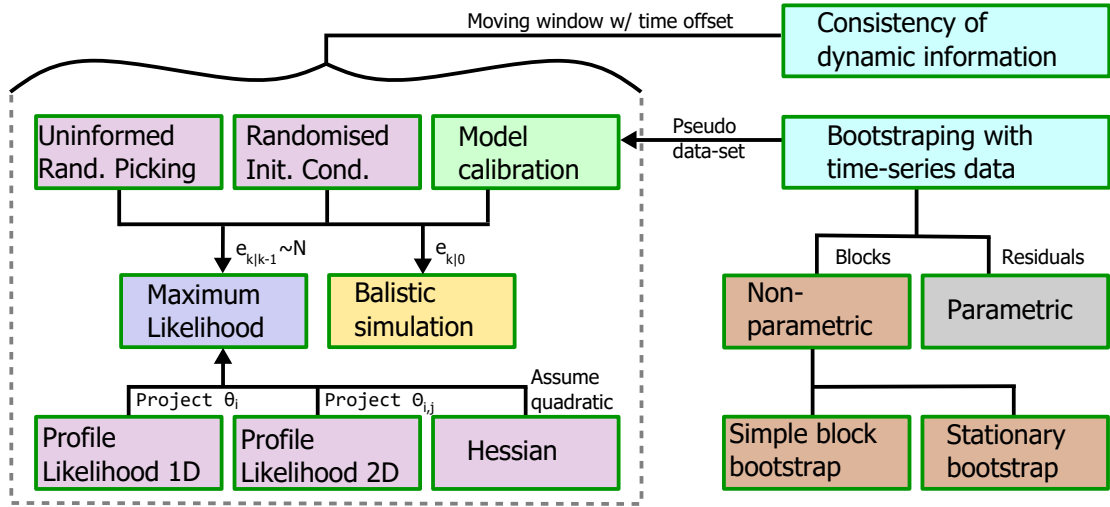 Moving window w/ time offset
Consistency of
dynamic information
Uninformed
Rand. Picking
Randomised
Init. Cond.
Model
calibration
Pseudo
data-set
Bootstraping with
time-series data
e_{k|k-1}~N
e_{k|0}
Blocks
Residuals
Maximum
Likelihood
Balistic
simulation
Non-
parametric
Parametric
Assume
quadratic
Project θ_i
Project Θ_{i,j}
Profile
Likelihood 1D
Profile
Likelihood 2D
Hessian
Simple block
bootstrap
Stationary
bootstrap